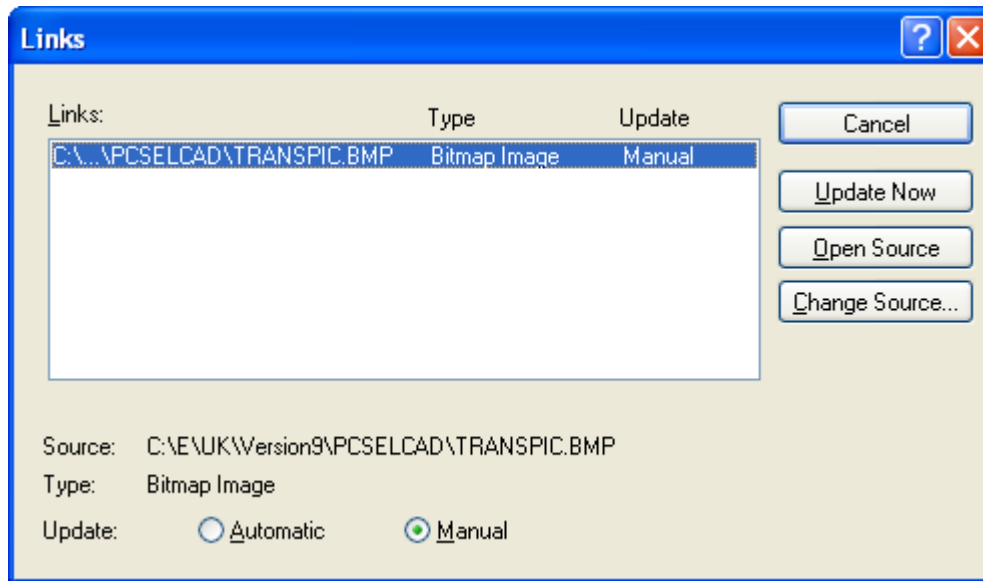 Links
Links: Type Update
C:\...\PCSELCAD\TRANSPIC.BMP Bitmap Image Manual
Cancel
Update Now
Open Source
Change Source...
Source: C:\E\UK\Version9\PCSELCAD\TRANSPIC.BMP
Type: Bitmap Image
Update: Automatic Manual